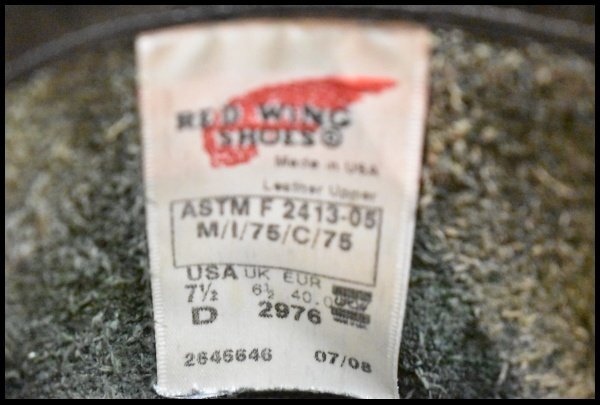 RED WING
SHOES®
Made in USA
Leather Upper
ASTM F 2413-05
M/I/75/C/75
USA UK EUR
7½ 6½ 40.0
D 2976
2646646 07/08